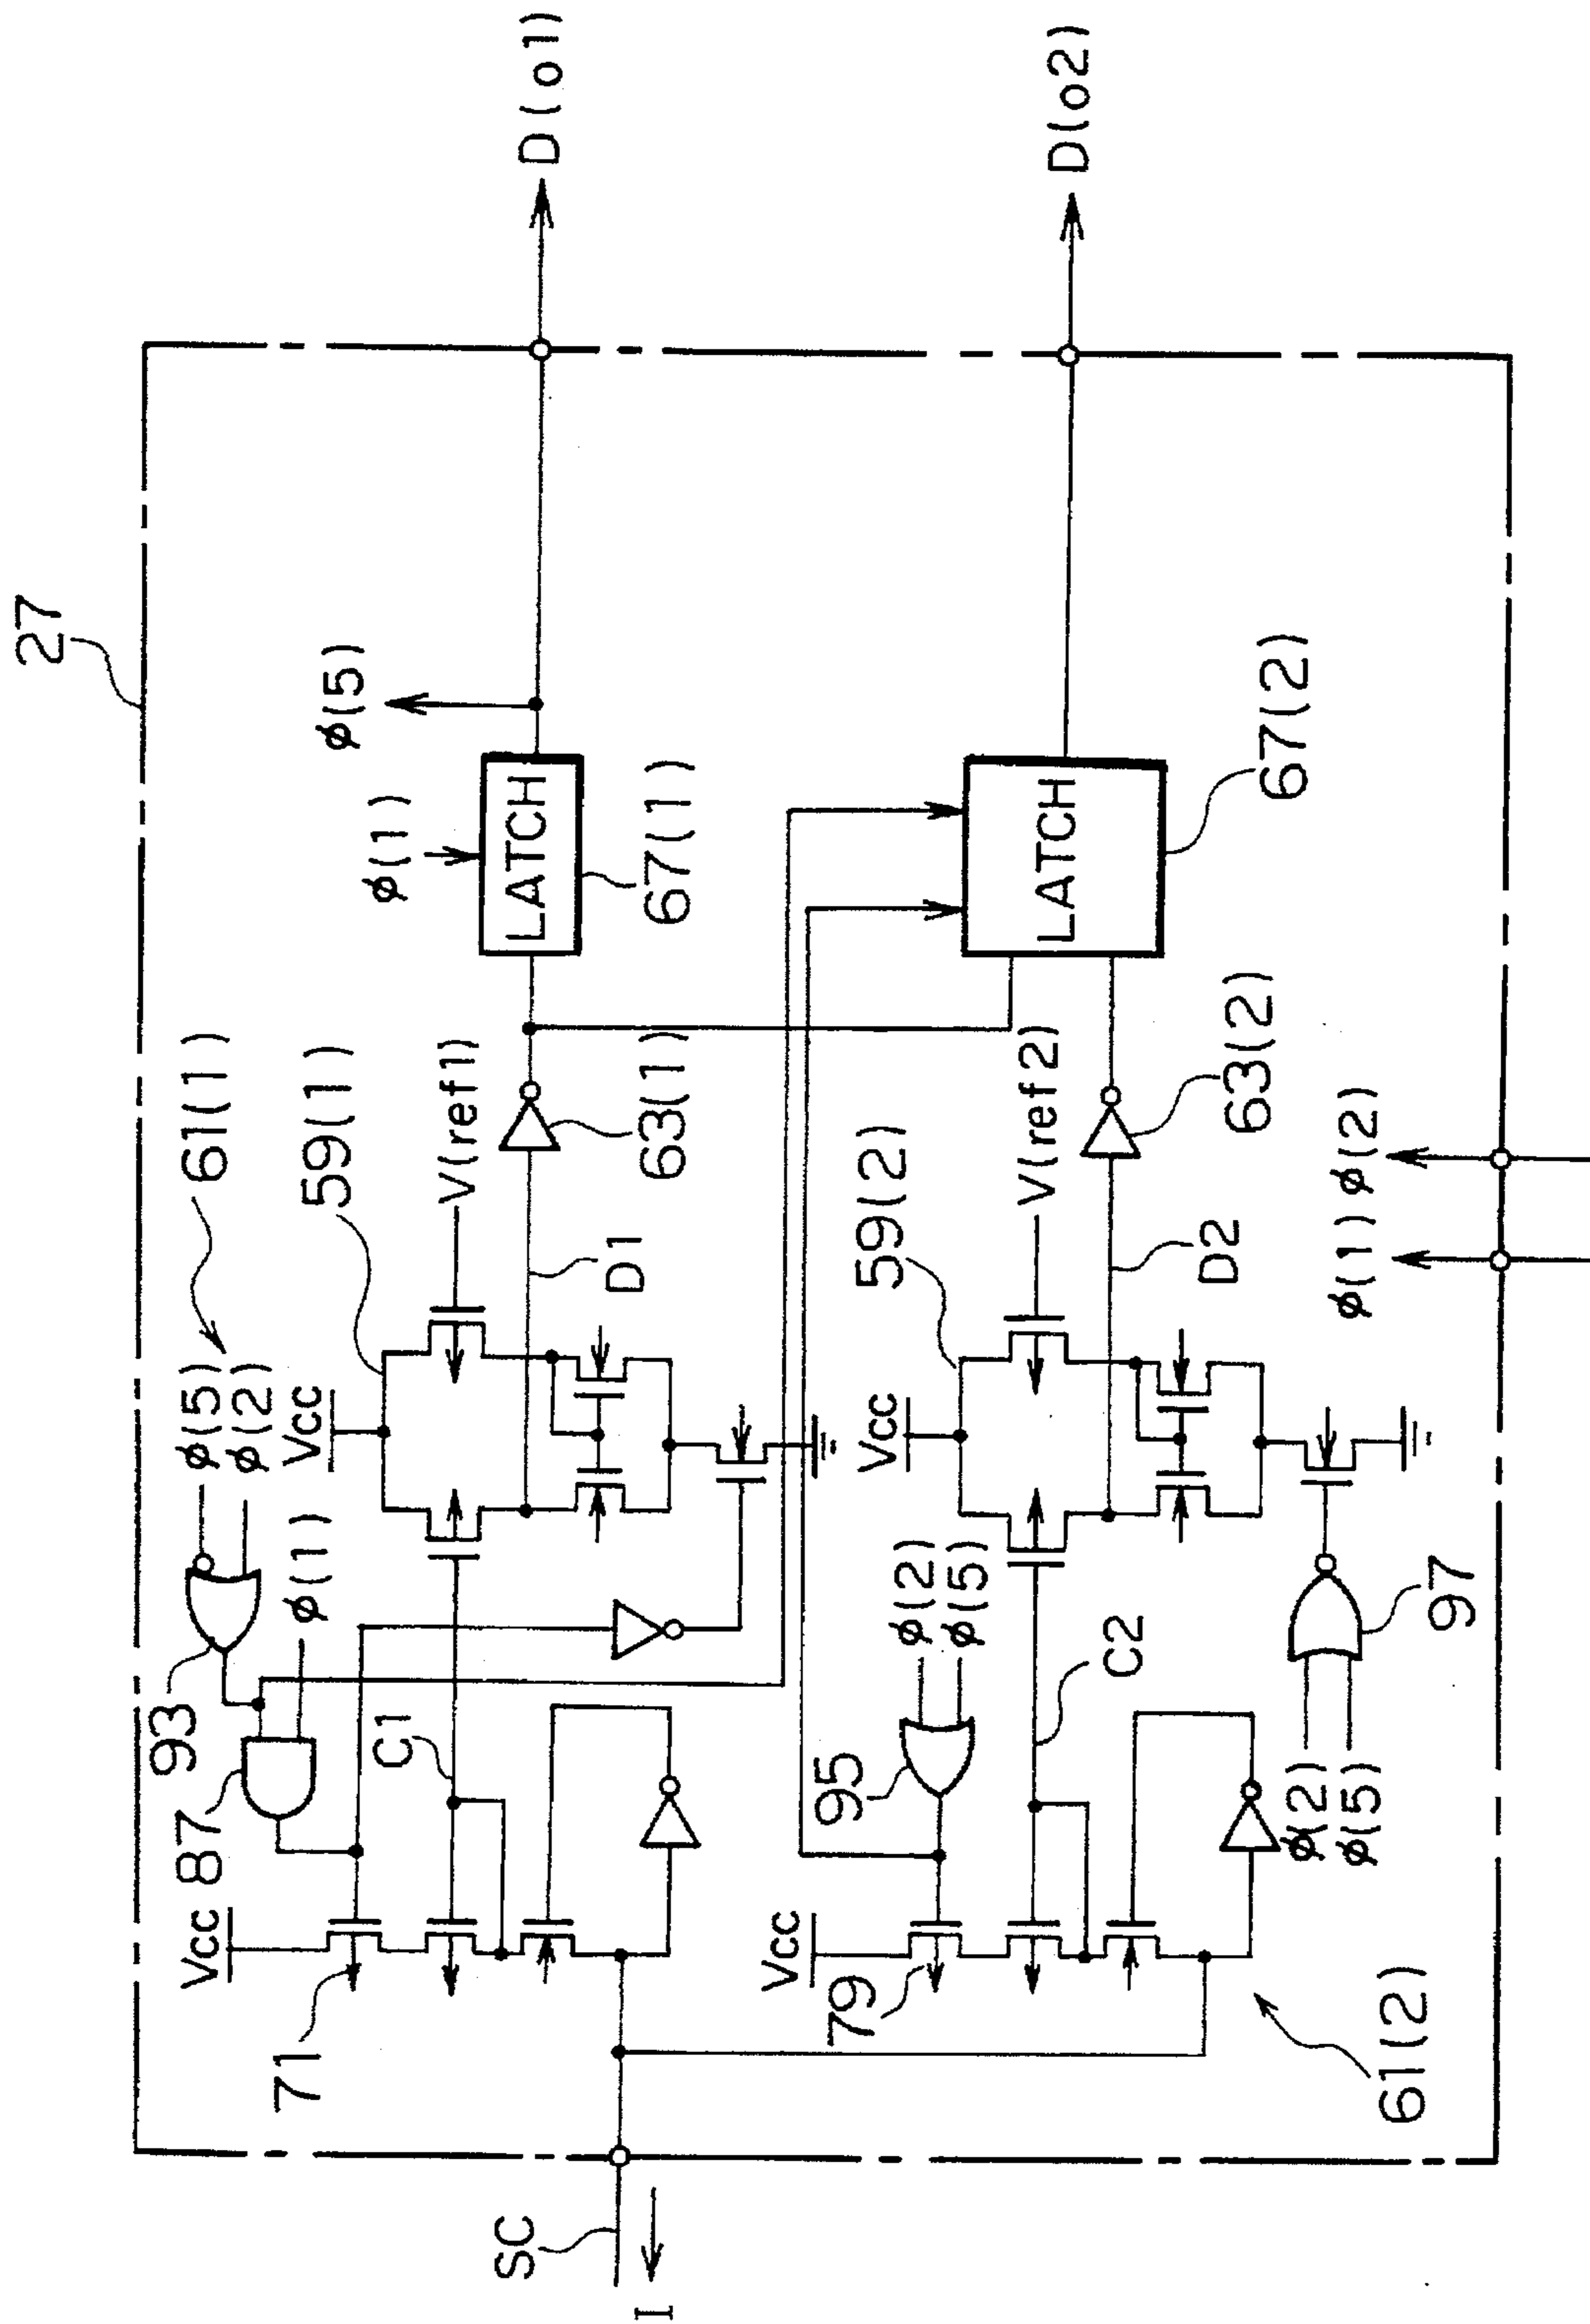 27
φ(5)
D(o1)
φ(1)
LATCH
67(1)
61(1)
59(1)
V(ref1)
63(1)
D1
φ(5)
φ(2)
Vcc
93
φ(1)
87
C1
Vcc
71
SC
I
D(o2)
LATCH
67(2)
V(ref2)
63(2)
59(2)
D2
Vcc
φ(2)
φ(5)
95
C2
Vcc
79
61(2)
97
φ(2)
φ(5)
φ(1)
φ(2)